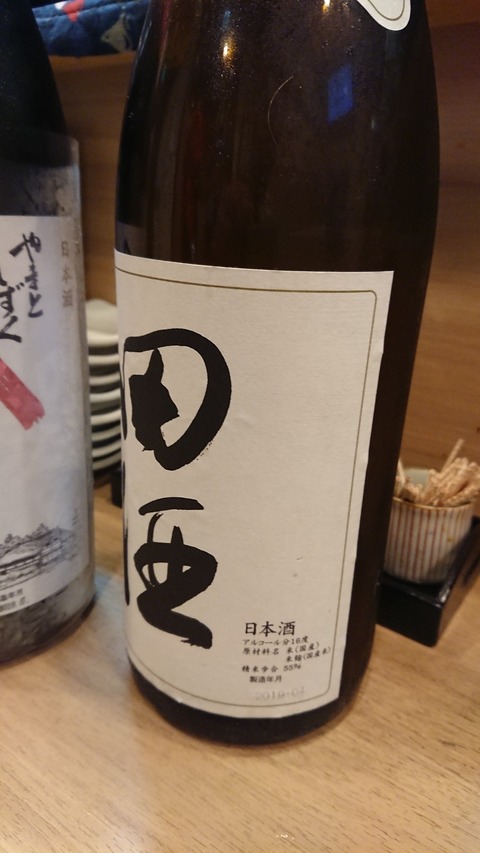 やまと
しずく
日本酒
田酒
日本酒
アルコール分16度
原材料名 米(国産)
米麹(国産米)
精米歩合 55%
製造年月